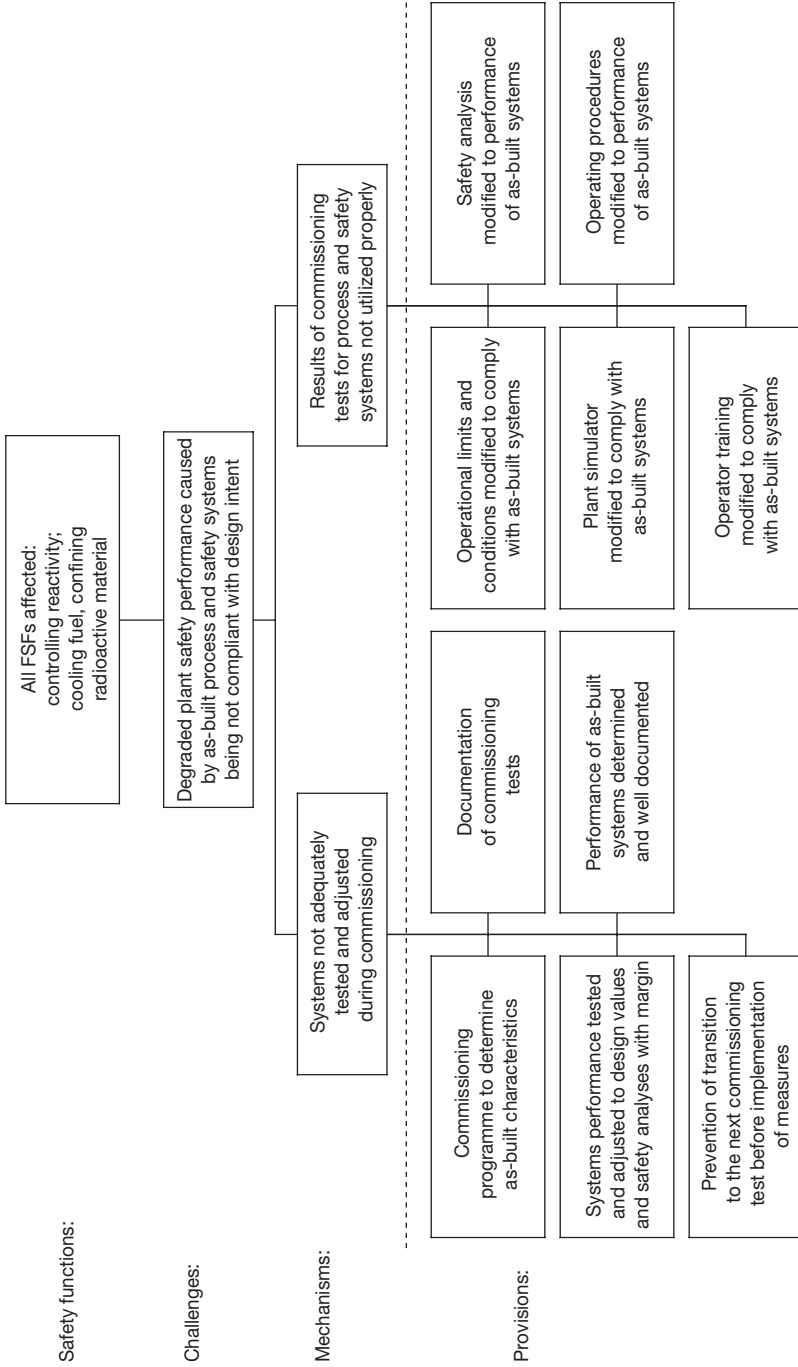 Safety functions:
All FSFs affected:
controlling reactivity;
cooling fuel, confining
radioactive material
Challenges:
Degraded plant safety performance caused
by as-built process and safety systems
being not compliant with design intent
Mechanisms:
Systems not adequately
tested and adjusted
during commissioning
Results of commissioning
tests for process and safety
systems not utilized properly
Provisions:
Commissioning
programme to determine
as-built characteristics
Documentation
of commissioning
tests
Operational limits and
conditions modified to comply
with as-built systems
Safety analysis
modified to performance
of as-built systems
Systems performance tested
and adjusted to design values
and safety analyses with margin
Performance of as-built
systems determined
and well documented
Plant simulator
modified to comply with
as-built systems
Operating procedures
modified to performance
of as-built systems
Prevention of transition
to the next commissioning
test before implementation
of measures
Operator training
modified to comply
with as-built systems